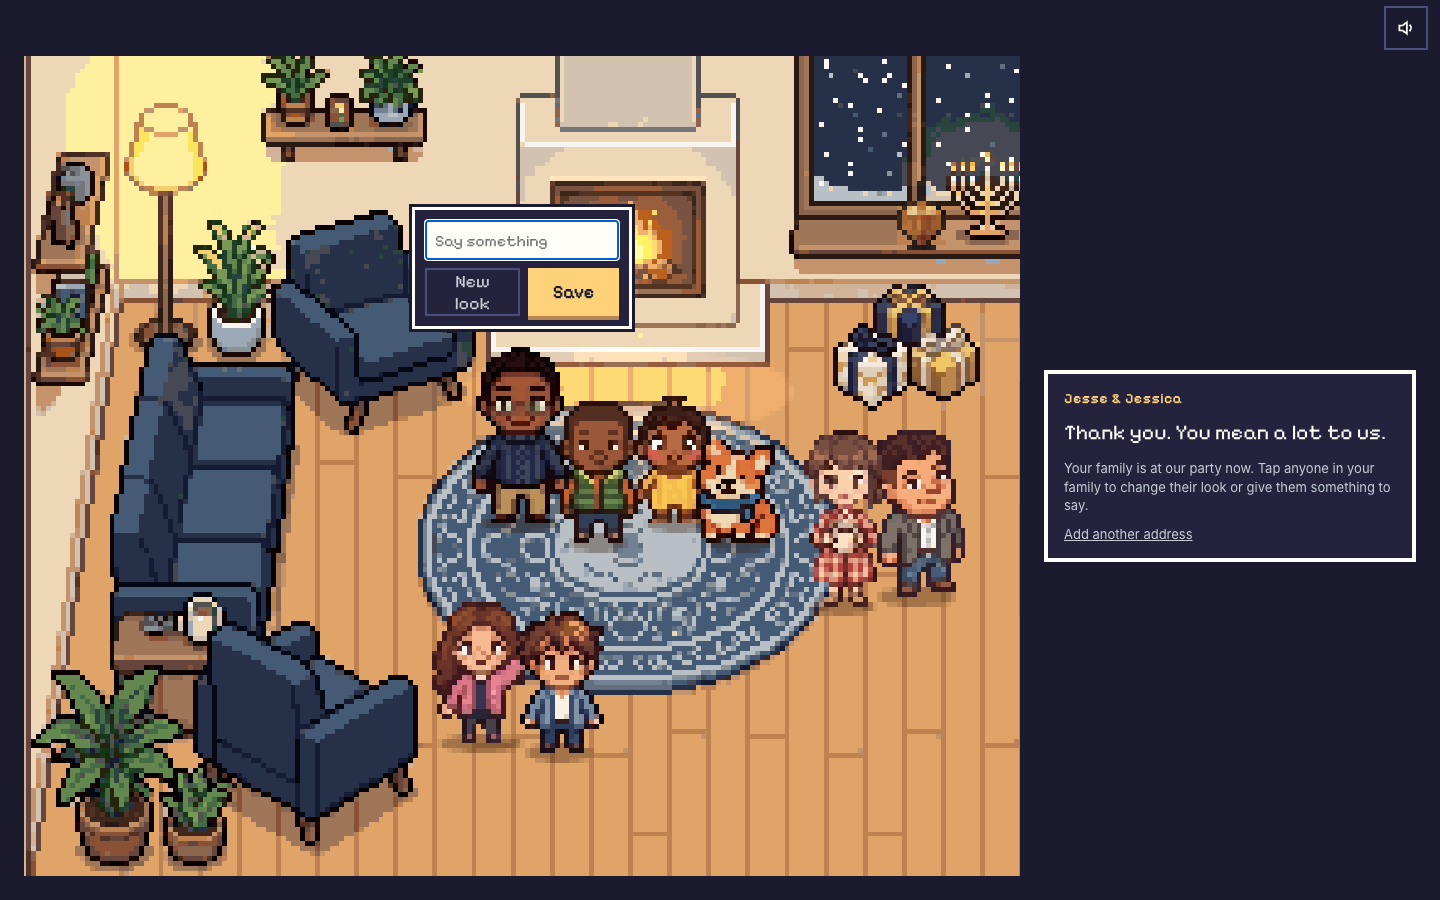 Say something
New
look
Save
Jesse & Jessica
Thank you. You mean a lot to us.
Your family is at our party now. Tap anyone in your
family to change their look or give them something to
say.
Add another address